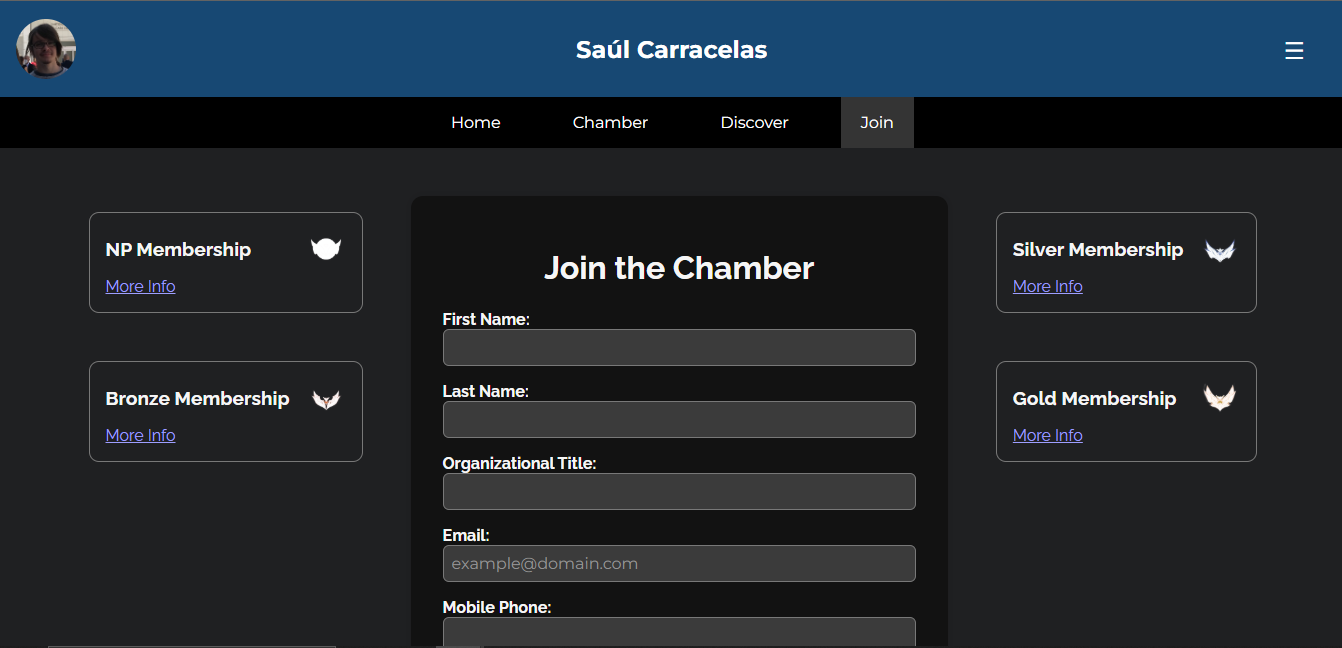 Saúl Carracelas
Home Chamber Discover Join
NP Membership
More Info
Bronze Membership
More Info
Join the Chamber
First Name:
Last Name:
Organizational Title:
Email:
example@domain.com
Mobile Phone:
Silver Membership
More Info
Gold Membership
More Info